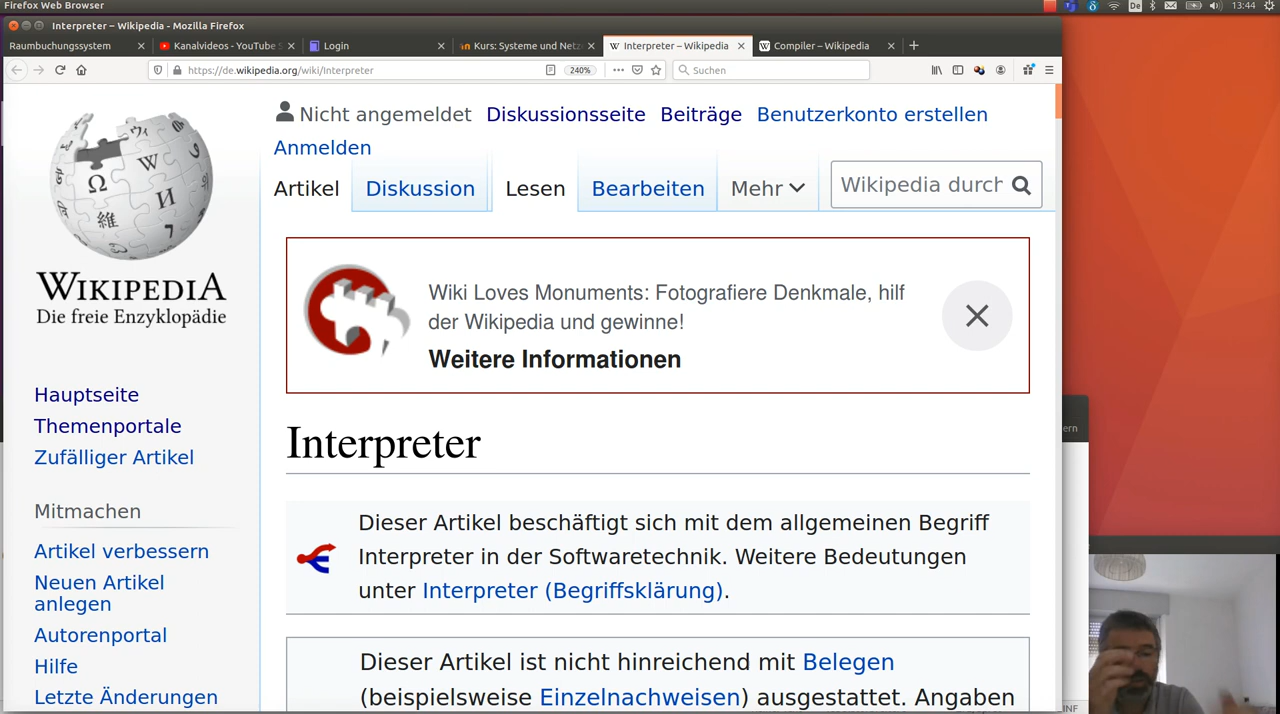 Firefox Web Browser
De
13:44
Interpreter – Wikipedia - Mozilla Firefox
Raumbuchungssystem
Kanalvideos - YouTube S
Login
Kurs: Systeme und Netz
Interpreter – Wikipedia
Compiler – Wikipedia
https://de.wikipedia.org/wiki/Interpreter
240%
Suchen
Nicht angemeldet Diskussionsseite Beiträge Benutzerkonto erstellen
Anmelden
Artikel Diskussion Lesen Bearbeiten Mehr
Wikipedia durch
WIKIPEDIA
Die freie Enzyklopädie
Wiki Loves Monuments: Fotografiere Denkmale, hilf
der Wikipedia und gewinne!
Weitere Informationen
Hauptseite
Themenportale
Zufälliger Artikel
Mitmachen
Artikel verbessern
Neuen Artikel
anlegen
Autorenportal
Hilfe
Letzte Änderungen
Interpreter
Dieser Artikel beschäftigt sich mit dem allgemeinen Begriff
Interpreter in der Softwaretechnik. Weitere Bedeutungen
unter Interpreter (Begriffsklärung).
Dieser Artikel ist nicht hinreichend mit Belegen
(beispielsweise Einzelnachweisen) ausgestattet. Angaben
ern
INF